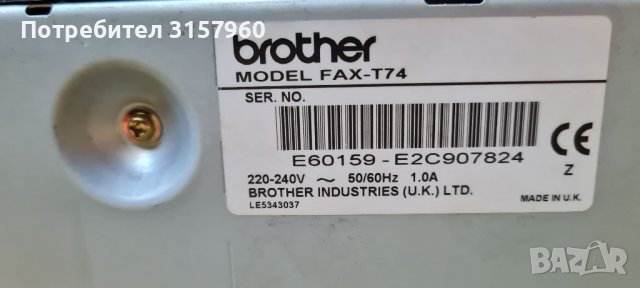 Потребител 3157960
brother
MODEL FAX-T74
SER. NO.
E60159 - E2C907824
220-240V ~ 50/60Hz 1.0A
BROTHER INDUSTRIES (U.K.) LTD.
LE5343037
CE
Z
MADE IN U.K.
BAZAR